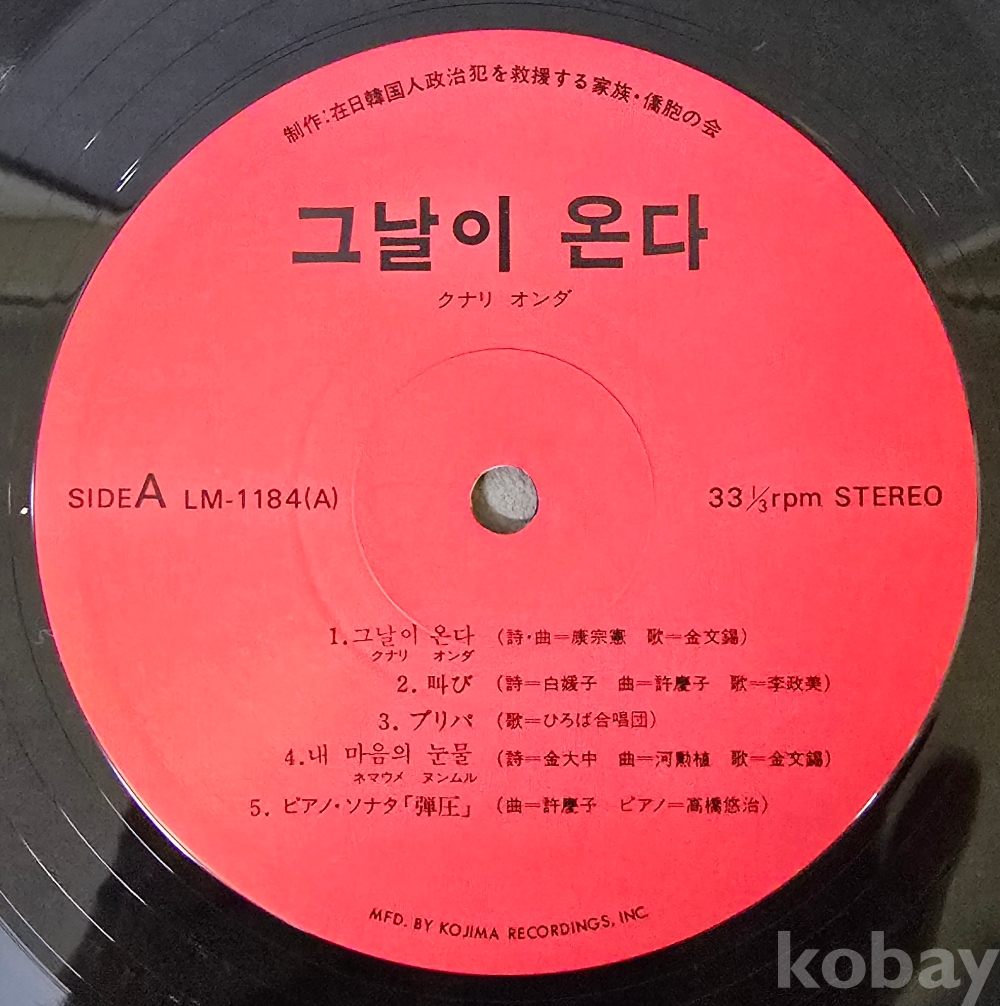 制作:在日韓国人政治犯を救援する家族・僑胞の会
그날이 온다
クナリ オンダ
SIDE A LM-1184(A)
33 1/3 rpm STEREO
1.그날이 온다 (詩・曲=康宗憲 歌=金文鍚)
クナリ オンダ
2.叫び (詩=白媛子 曲=許慶子 歌=李政美)
3.プリパ (歌=ひろば合唱団)
4.내 마음의 눈물 (詩=金大中 曲=河勲植 歌=金文鍚)
ネマウメ ヌンムル
5.ピアノ・ソナタ「弾圧」 (曲=許慶子 ピアノ=高橋悠治)
MFD. BY KOJIMA RECORDINGS, INC.
kobay